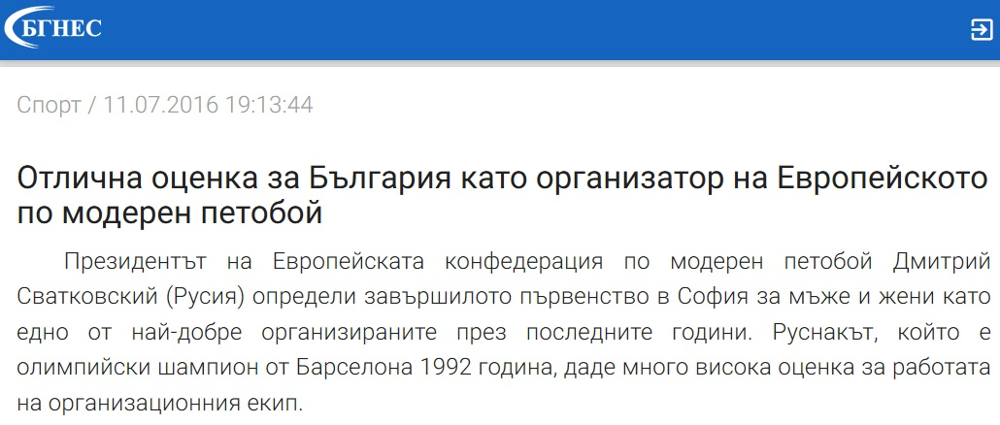 БГНЕС
Спорт / 11.07.2016 19:13:44
Отлична оценка за България като организатор на Европейското
по модерен петобой
Президентът на Европейската конфедерация по модерен петобой Дмитрий
Сватковский (Русия) определи завършилото първенство в София за мъже и жени като
едно от най-добре организираните през последните години. Руснакът, който е
олимпийски шампион от Барселона 1992 година, даде много висока оценка за работата
на организационния екип.